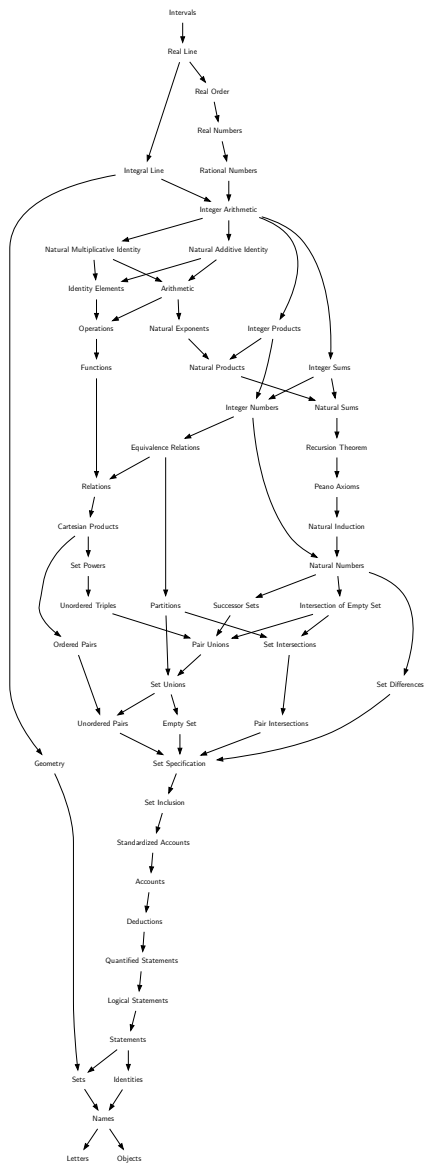 Intervals
Real Line
Real Order
Real Numbers
Integral Line
Rational Numbers
Integer Arithmetic
Natural Multiplicative Identity
Natural Additive Identity
Identity Elements
Arithmetic
Operations
Natural Exponents
Integer Products
Functions
Natural Products
Integer Sums
Integer Numbers
Natural Sums
Equivalence Relations
Recursion Theorem
Relations
Peano Axioms
Cartesian Products
Natural Induction
Set Powers
Natural Numbers
Unordered Triples
Partitions
Successor Sets
Intersection of Empty Set
Ordered Pairs
Pair Unions
Set Intersections
Set Unions
Set Differences
Unordered Pairs
Empty Set
Pair Intersections
Geometry
Set Specification
Set Inclusion
Standardized Accounts
Accounts
Deductions
Quantified Statements
Logical Statements
Statements
Sets
Identities
Names
Letters
Objects